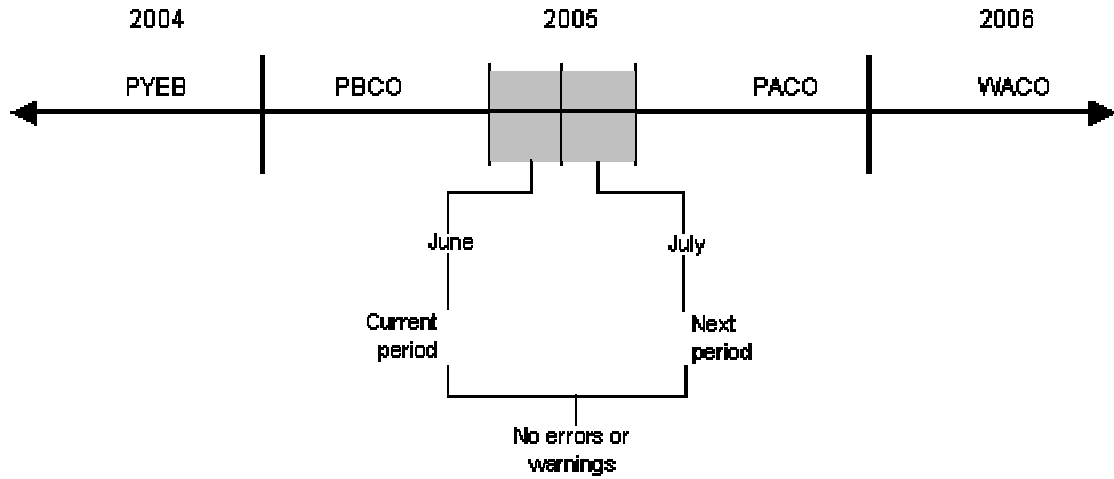 2004 2005 2006
PYEB PBCO PACO WACO
June July
Current
period
Next
period
No errors or
warnings